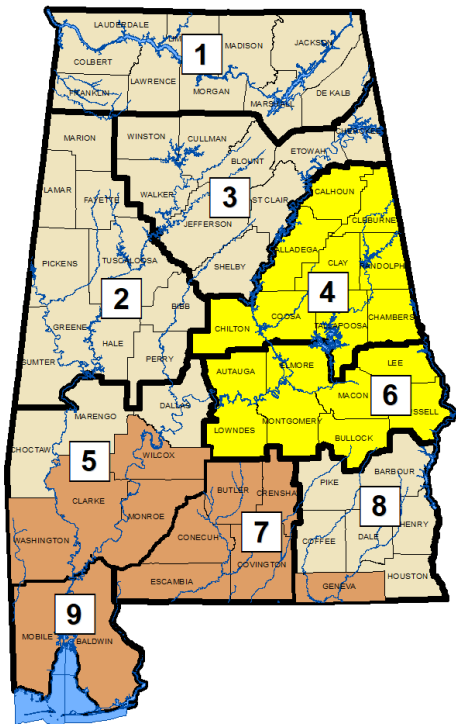 LAUDERDALE
LIM
MADISON
JACKSON
1
COLBERT
LAWRENCE
FRANKLIN
MORGAN
MARSHALL
DE KALB
CHEROKEE
MARION
WINSTON
CULLMAN
ETOWAH
BLOUNT
CALHOUN
LAMAR
FAYETTE
WALKER
3
ST CLAIR
CLEBURNE
JEFFERSON
TALLADEGA
PICKENS
TUSCALOOSA
SHELBY
CLAY
RANDOLPH
2
BIBB
4
COOSA
TALLAPOOSA
CHAMBERS
GREENE
HALE
CHILTON
SUMTER
PERRY
AUTAUGA
ELMORE
LEE
MARENGO
DALLAS
MACON
6
SSELL
CHOCTAW
5
LOWNDES
MONTGOMERY
BULLOCK
WILCOX
BARBOUR
CLARKE
BUTLER
CRENSHA
PIKE
8
HENRY
MONROE
7
WASHINGTON
CONECUH
COFFEE
DALE
COVINGTON
ESCAMBIA
GENEVA
HOUSTON
9
MOBILE
BALDWIN